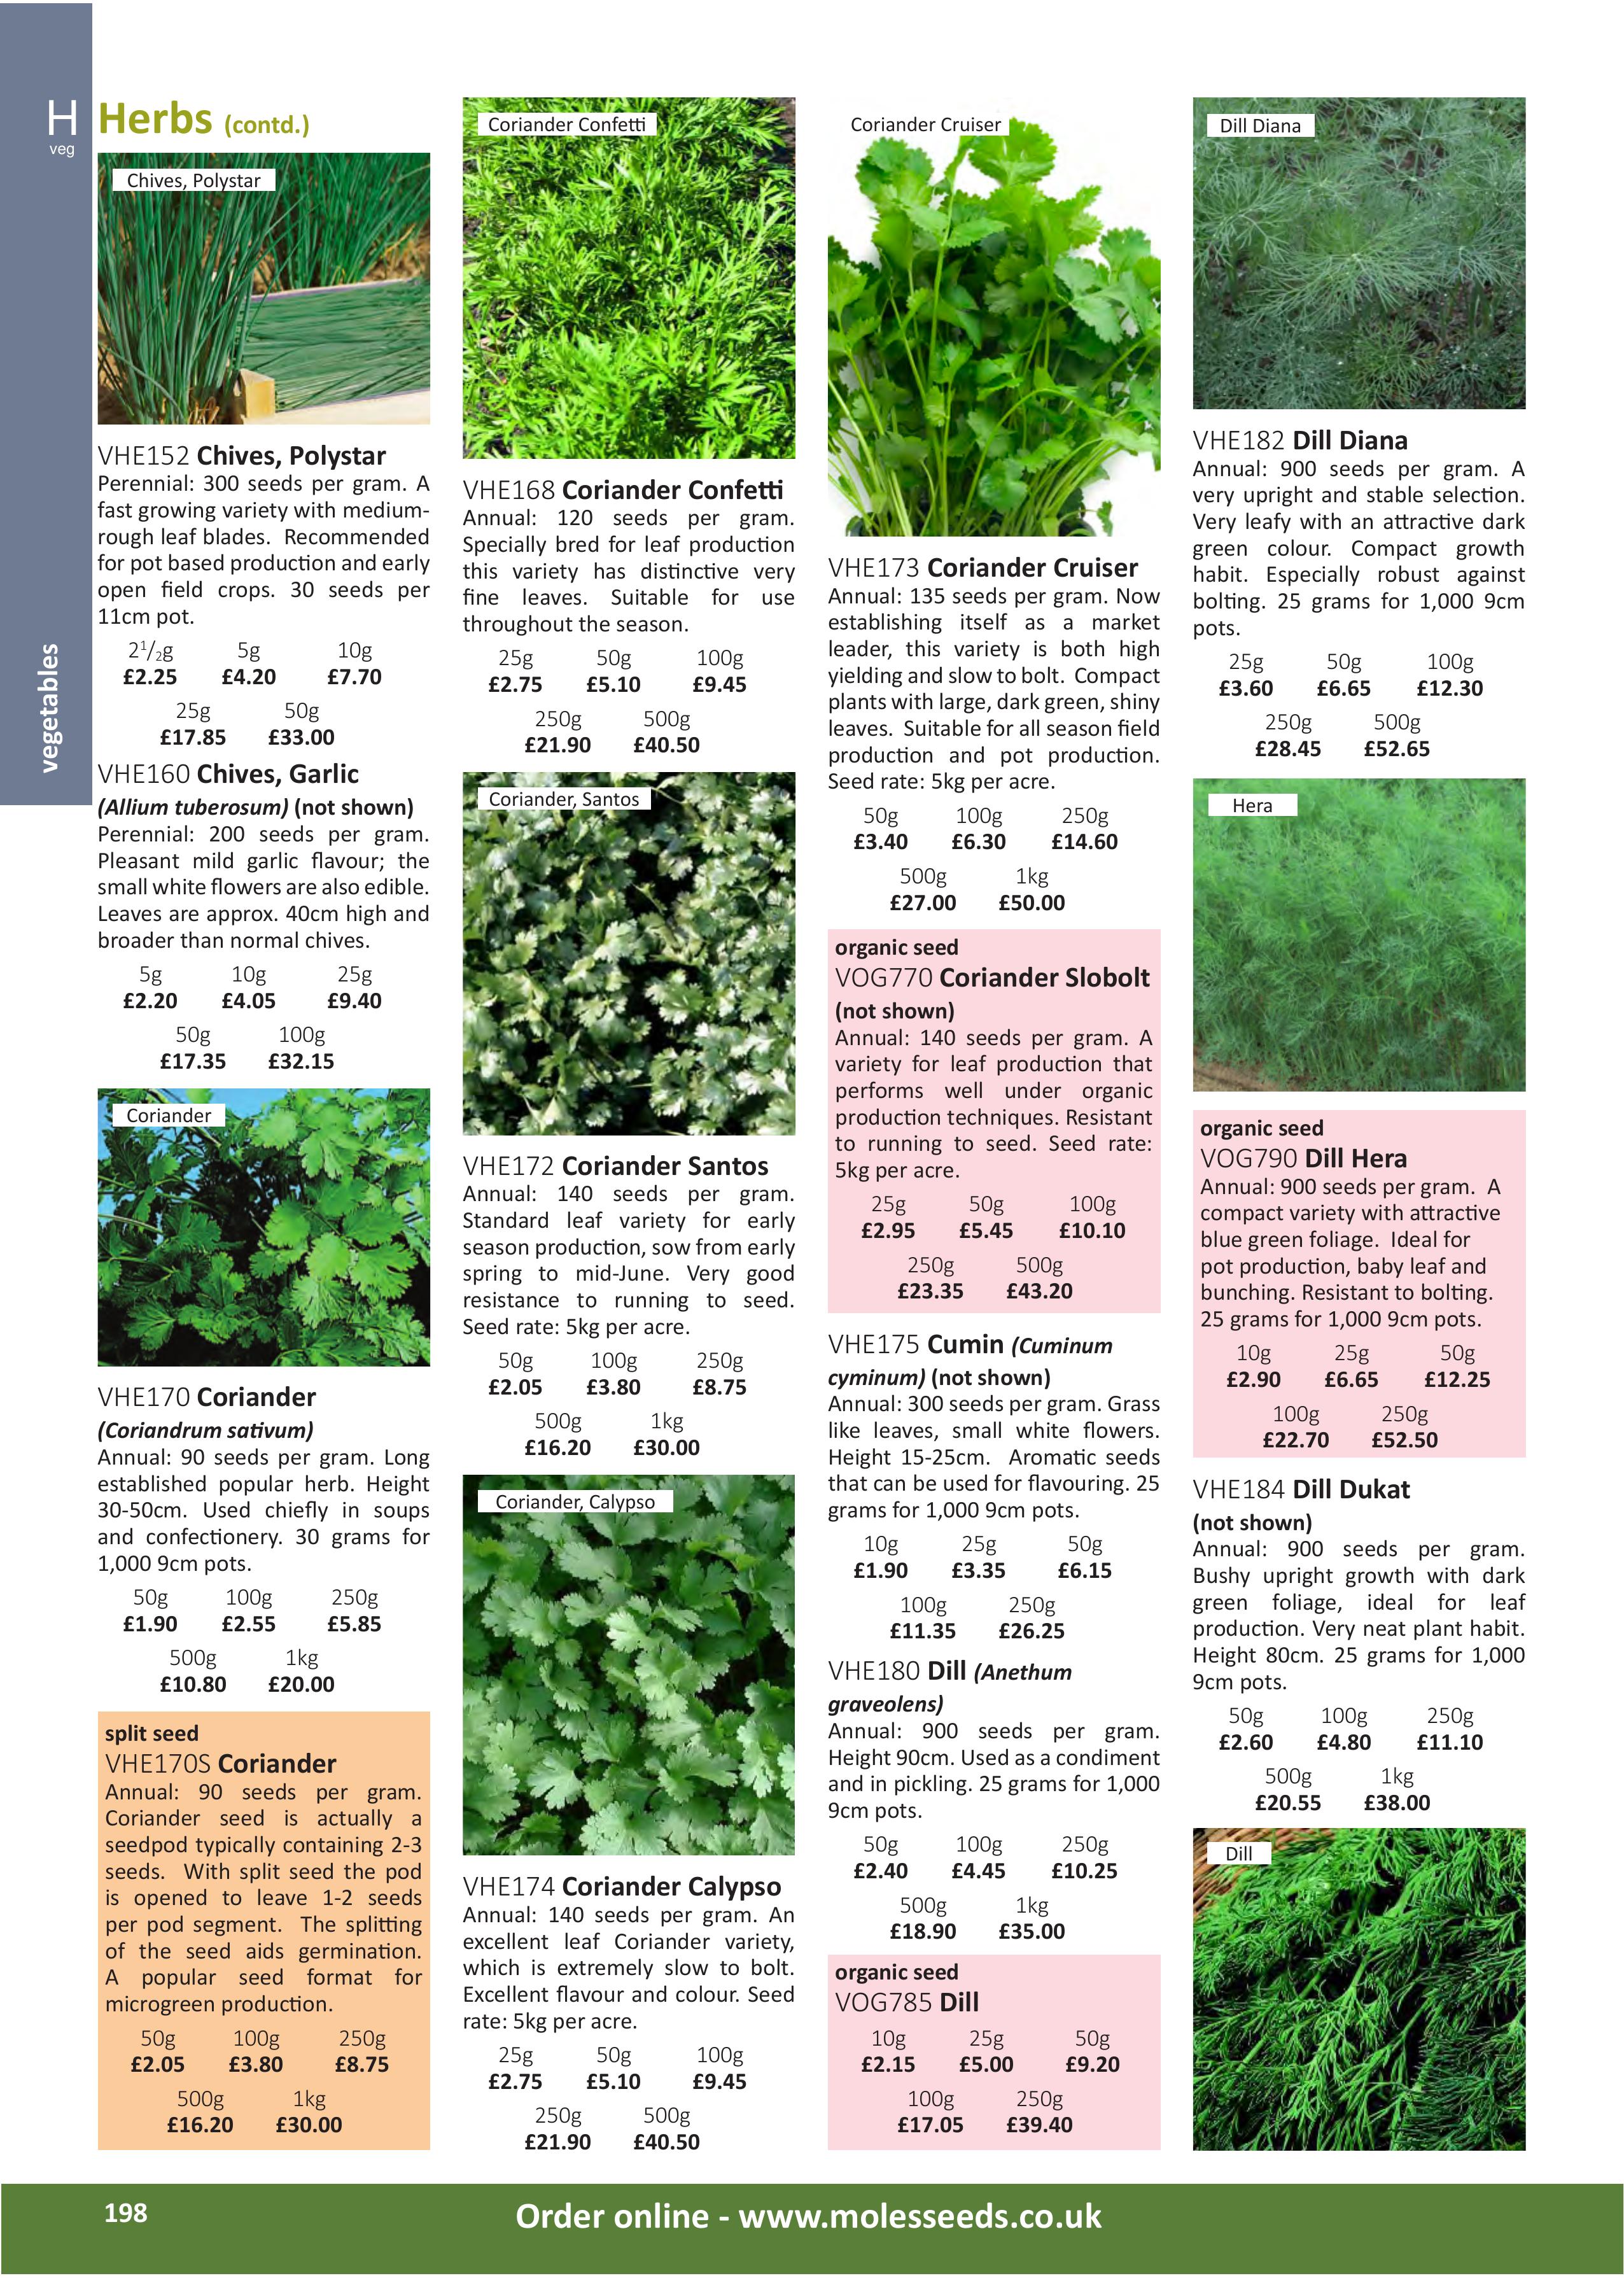 H
veg
vegetables
Herbs (contd.)
Chives, Polystar
VHE152 Chives, Polystar
Perennial: 300 seeds per gram. A
fast growing variety with medium-
rough leaf blades. Recommended
for pot based production and early
open field crops. 30 seeds per
11cm pot.
2¹/₂g 5g 10g
£2.25 £4.20 £7.70
25g 50g
£17.85 £33.00
VHE160 Chives, Garlic
(Allium tuberosum) (not shown)
Perennial: 200 seeds per gram.
Pleasant mild garlic flavour; the
small white flowers are also edible.
Leaves are approx. 40cm high and
broader than normal chives.
5g 10g 25g
£2.20 £4.05 £9.40
50g 100g
£17.35 £32.15
Coriander
VHE170 Coriander
(Coriandrum sativum)
Annual: 90 seeds per gram. Long
established popular herb. Height
30-50cm. Used chiefly in soups
and confectionery. 30 grams for
1,000 9cm pots.
50g 100g 250g
£1.90 £2.55 £5.85
500g 1kg
£10.80 £20.00
split seed
VHE170S Coriander
Annual: 90 seeds per gram.
Coriander seed is actually a
seedpod typically containing 2-3
seeds. With split seed the pod
is opened to leave 1-2 seeds
per pod segment. The splitting
of the seed aids germination.
A popular seed format for
microgreen production.
50g 100g 250g
£2.05 £3.80 £8.75
500g 1kg
£16.20 £30.00
Coriander Confetti
VHE168 Coriander Confetti
Annual: 120 seeds per gram.
Specially bred for leaf production
this variety has distinctive very
fine leaves. Suitable for use
throughout the season.
25g 50g 100g
£2.75 £5.10 £9.45
250g 500g
£21.90 £40.50
Coriander, Santos
VHE172 Coriander Santos
Annual: 140 seeds per gram.
Standard leaf variety for early
season production, sow from early
spring to mid-June. Very good
resistance to running to seed.
Seed rate: 5kg per acre.
50g 100g 250g
£2.05 £3.80 £8.75
500g 1kg
£16.20 £30.00
Coriander, Calypso
VHE174 Coriander Calypso
Annual: 140 seeds per gram. An
excellent leaf Coriander variety,
which is extremely slow to bolt.
Excellent flavour and colour. Seed
rate: 5kg per acre.
25g 50g 100g
£2.75 £5.10 £9.45
250g 500g
£21.90 £40.50
Coriander Cruiser
VHE173 Coriander Cruiser
Annual: 135 seeds per gram. Now
establishing itself as a market
leader, this variety is both high
yielding and slow to bolt. Compact
plants with large, dark green, shiny
leaves. Suitable for all season field
production and pot production.
Seed rate: 5kg per acre.
50g 100g 250g
£3.40 £6.30 £14.60
500g 1kg
£27.00 £50.00
organic seed
VOG770 Coriander Slobolt
(not shown)
Annual: 140 seeds per gram. A
variety for leaf production that
performs well under organic
production techniques. Resistant
to running to seed. Seed rate:
5kg per acre.
25g 50g 100g
£2.95 £5.45 £10.10
250g 500g
£23.35 £43.20
VHE175 Cumin (Cuminum
cyminum) (not shown)
Annual: 300 seeds per gram. Grass
like leaves, small white flowers.
Height 15-25cm. Aromatic seeds
that can be used for flavouring. 25
grams for 1,000 9cm pots.
10g 25g 50g
£1.90 £3.35 £6.15
100g 250g
£11.35 £26.25
VHE180 Dill (Anethum
graveolens)
Annual: 900 seeds per gram.
Height 90cm. Used as a condiment
and in pickling. 25 grams for 1,000
9cm pots.
50g 100g 250g
£2.40 £4.45 £10.25
500g 1kg
£18.90 £35.00
organic seed
VOG785 Dill
10g 25g 50g
£2.15 £5.00 £9.20
100g 250g
£17.05 £39.40
Dill Diana
VHE182 Dill Diana
Annual: 900 seeds per gram. A
very upright and stable selection.
Very leafy with an attractive dark
green colour. Compact growth
habit. Especially robust against
bolting. 25 grams for 1,000 9cm
pots.
25g 50g 100g
£3.60 £6.65 £12.30
250g 500g
£28.45 £52.65
Hera
organic seed
VOG790 Dill Hera
Annual: 900 seeds per gram. A
compact variety with attractive
blue green foliage. Ideal for
pot production, baby leaf and
bunching. Resistant to bolting.
25 grams for 1,000 9cm pots.
10g 25g 50g
£2.90 £6.65 £12.25
100g 250g
£22.70 £52.50
VHE184 Dill Dukat
(not shown)
Annual: 900 seeds per gram.
Bushy upright growth with dark
green foliage, ideal for leaf
production. Very neat plant habit.
Height 80cm. 25 grams for 1,000
9cm pots.
50g 100g 250g
£2.60 £4.80 £11.10
500g 1kg
£20.55 £38.00
Dill
198
Order online - www.molesseeds.co.uk